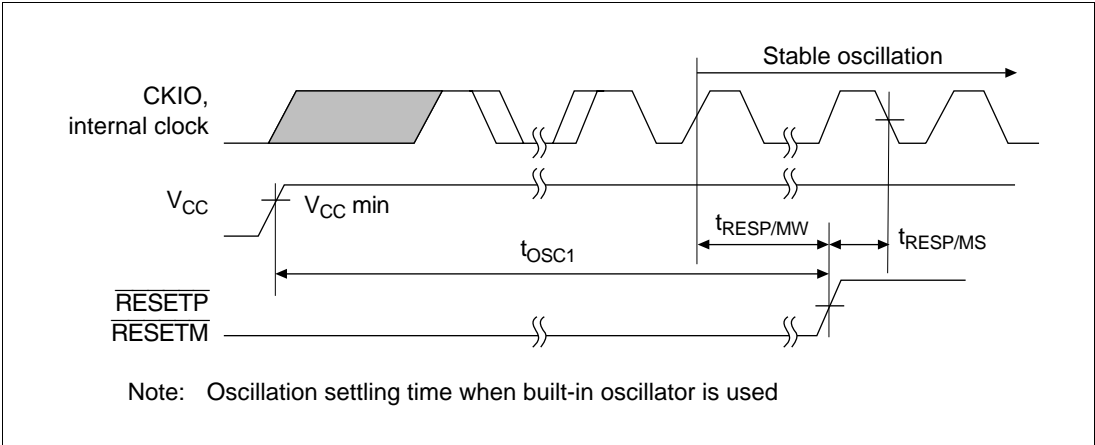 Stable oscillation
CKIO,
internal clock
VCC
VCC min
tRESP/MW
tRESP/MS
tOSC1
RESETP
RESETM
Note: Oscillation settling time when built-in oscillator is used